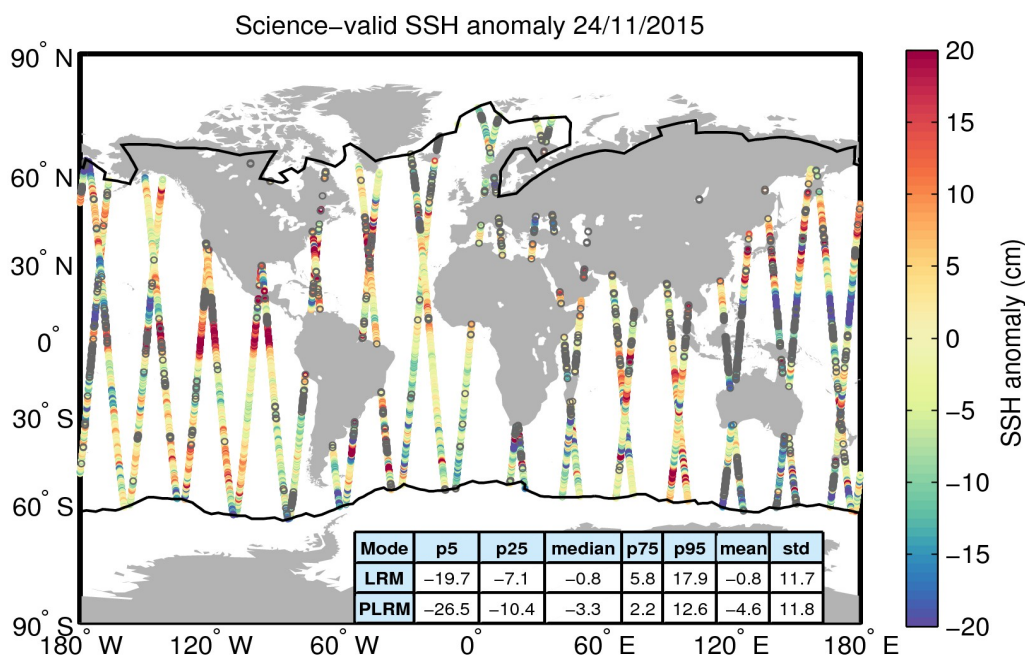 Science−valid SSH anomaly 24/11/2015
90° N
60° N
30° N
0°
30° S
60° S
90° S
180° W
120° W
60° W
0°
60° E
120° E
180° E
Mode p5 p25 median p75 p95 mean std
LRM −19.7 −7.1 −0.8 5.8 17.9 −0.8 11.7
PLRM −26.5 −10.4 −3.3 2.2 12.6 −4.6 11.8
20
15
10
5
0
−5
−10
−15
−20
SSH anomaly (cm)